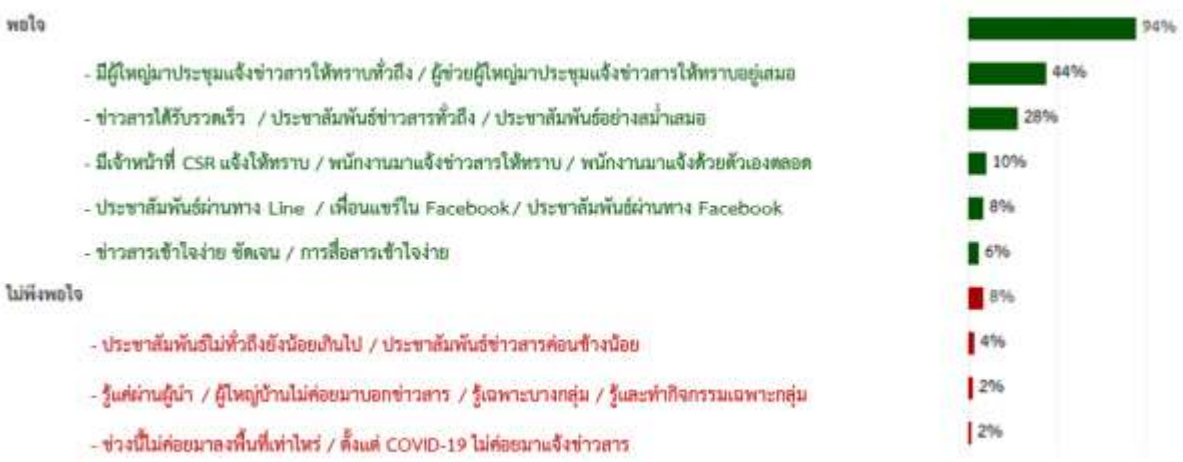 พอใจ 94%
- มีผู้ใหญ่มาประชุมแจ้งข่าวสารให้ทราบทั่วถึง / ผู้ช่วยผู้ใหญ่มาประชุมแจ้งข่าวสารให้ทราบอยู่เสมอ 44%
- ข่าวสารได้รับรวดเร็ว / ประชาสัมพันธ์ข่าวสารทั่วถึง / ประชาสัมพันธ์อย่างสม่ำเสมอ 28%
- มีเจ้าหน้าที่ CSR แจ้งให้ทราบ / พนักงานมาแจ้งข่าวสารให้ทราบ / พนักงานมาแจ้งด้วยตัวเองตลอด 10%
- ประชาสัมพันธ์ผ่านทาง Line / เพื่อนแชร์ใน Facebook / ประชาสัมพันธ์ผ่านทาง Facebook 8%
- ข่าวสารเข้าใจง่าย ชัดเจน / การสื่อสารเข้าใจง่าย 6%
ไม่พึงพอใจ 8%
- ประชาสัมพันธ์ไม่ทั่วถึงยังน้อยเกินไป / ประชาสัมพันธ์ข่าวสารค่อนข้างน้อย 4%
- รู้แค่ผ่านผู้นำ / ผู้ใหญ่บ้านไม่ค่อยมาบอกข่าวสาร / รู้เฉพาะบางกลุ่ม / รู้และทำกิจกรรมเฉพาะกลุ่ม 2%
- ช่วงนี้ไม่ค่อยมาลงพื้นที่เท่าไหร่ / ตั้งแต่ COVID-19 ไม่ค่อยมาแจ้งข่าวสาร 2%